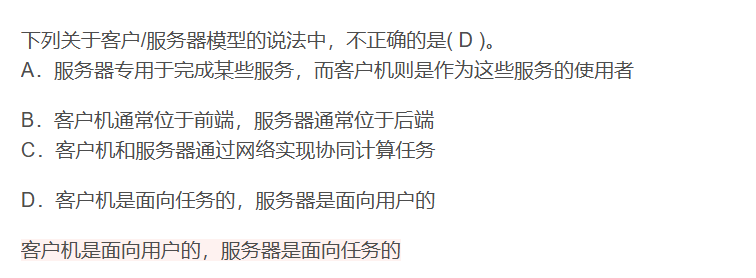 下列关于客户/服务器模型的说法中，不正确的是( D )。
A．服务器专用于完成某些服务，而客户机则是作为这些服务的使用者
B．客户机通常位于前端，服务器通常位于后端
C．客户机和服务器通过网络实现协同计算任务
D．客户机是面向任务的，服务器是面向用户的
客户机是面向用户的，服务器是面向任务的